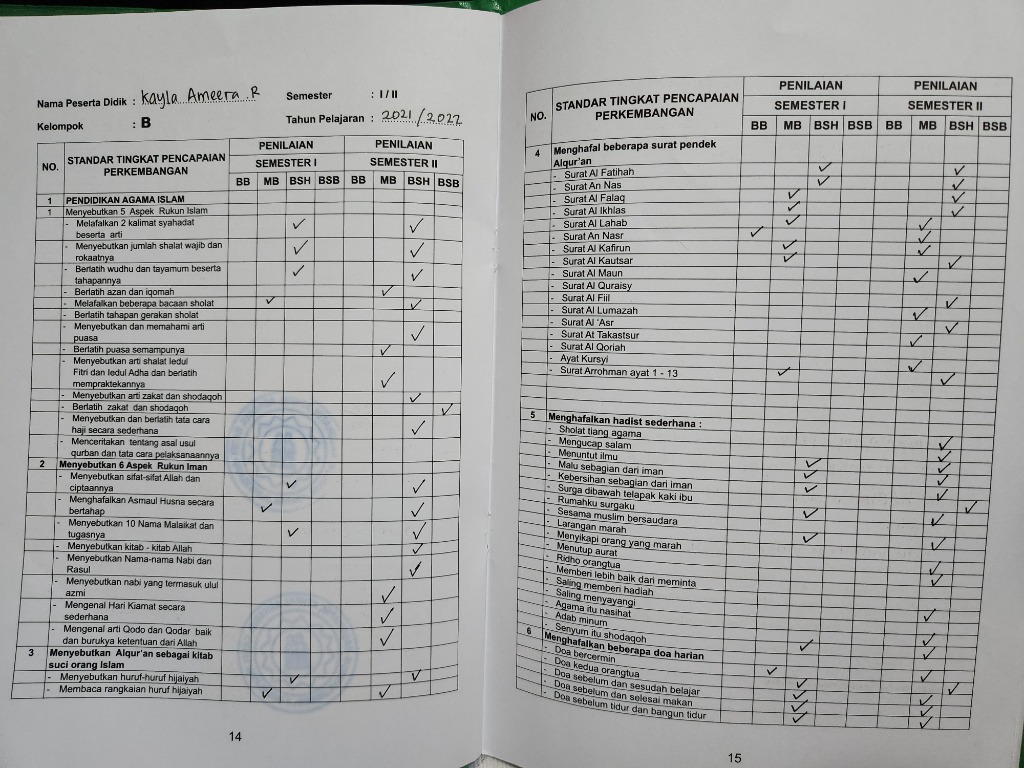 Nama Peserta Didik : Kayla Ameera .R Semester : I / II
Kelompok : B Tahun Pelajaran : 2021/2022
NO. STANDAR TINGKAT PENCAPAIAN PERKEMBANGAN PENILAIAN PENILAIAN
SEMESTER I SEMESTER II
BB MB BSH BSB BB MB BSH BSB
1 PENDIDIKAN AGAMA ISLAM
1 Menyebutkan 5 Aspek Rukun Islam
- Melafalkan 2 kalimat syahadat
beserta arti
- Menyebutkan jumlah shalat wajib dan
rokaatnya
- Berlatih wudhu dan tayamum beserta
tahapannya
- Berlatih azan dan iqomah
- Melafalkan beberapa bacaan sholat
- Berlatih tahapan gerakan sholat
- Menyebutkan dan memahami arti
puasa
- Berlatih puasa semampunya
- Menyebutkan arti shalat Iedul
Fitri dan Iedul Adha dan berlatih
mempraktekannya
- Menyebutkan arti zakat dan shodaqoh
- Berlatih zakat dan shodaqoh
- Menyebutkan dan berlatih tata cara
haji secara sederhana
- Menceritakan tentang asal usul
qurban dan tata cara pelaksanaannya
2 Menyebutkan 6 Aspek Rukun Iman
- Menyebutkan sifat-sifat Allah dan
ciptaannya
- Menghafalkan Asmaul Husna secara
bertahap
- Menyebutkan 10 Nama Malaikat dan
tugasnya
- Menyebutkan kitab - kitab Allah
- Menyebutkan Nama-nama Nabi dan
Rasul
- Menyebutkan nabi yang termasuk ulul
azmi
- Mengenal Hari Kiamat secara
sederhana
- Mengenal arti Qodo dan Qodar baik
dan burukya ketentuan dari Allah
3 Menyebutkan Alqur'an sebagai kitab
suci orang Islam
- Menyebutkan huruf-huruf hijaiyah
- Membaca rangkaian huruf hijaiyah
14
NO. STANDAR TINGKAT PENCAPAIAN PERKEMBANGAN PENILAIAN PENILAIAN
SEMESTER I SEMESTER II
BB MB BSH BSB BB MB BSH BSB
4 Menghafal beberapa surat pendek
Alqur'an
- Surat Al Fatihah
- Surat An Nas
- Surat Al Falaq
- Surat Al Ikhlas
- Surat Al Lahab
- Surat An Nasr
- Surat Al Kafirun
- Surat Al Kautsar
- Surat Al Maun
- Surat Al Quraisy
- Surat Al Fiil
- Surat Al Lumazah
- Surat Al 'Asr
- Surat At Takastsur
- Surat Al Qoriah
- Ayat Kursyi
- Surat Arrohman ayat 1 - 13
5 Menghafalkan hadist sederhana :
- Sholat tiang agama
- Mengucap salam
- Menuntut ilmu
- Malu sebagian dari iman
- Kebersihan sebagian dari iman
- Surga dibawah telapak kaki ibu
- Rumahku surgaku
- Sesama muslim bersaudara
- Larangan marah
- Menyikapi orang yang marah
- Menutup aurat
- Ridho orangtua
- Memberi lebih baik dari meminta
- Saling memberi hadiah
- Saling menyayangi
- Agama itu nasihat
- Adab minum
- Senyum itu shodaqoh
6 Menghafalkan beberapa doa harian
- Doa bercermin
- Doa kedua orangtua
- Doa sebelum dan sesudah belajar
- Doa sebelum dan selesai makan
- Doa sebelum tidur dan bangun tidur
15